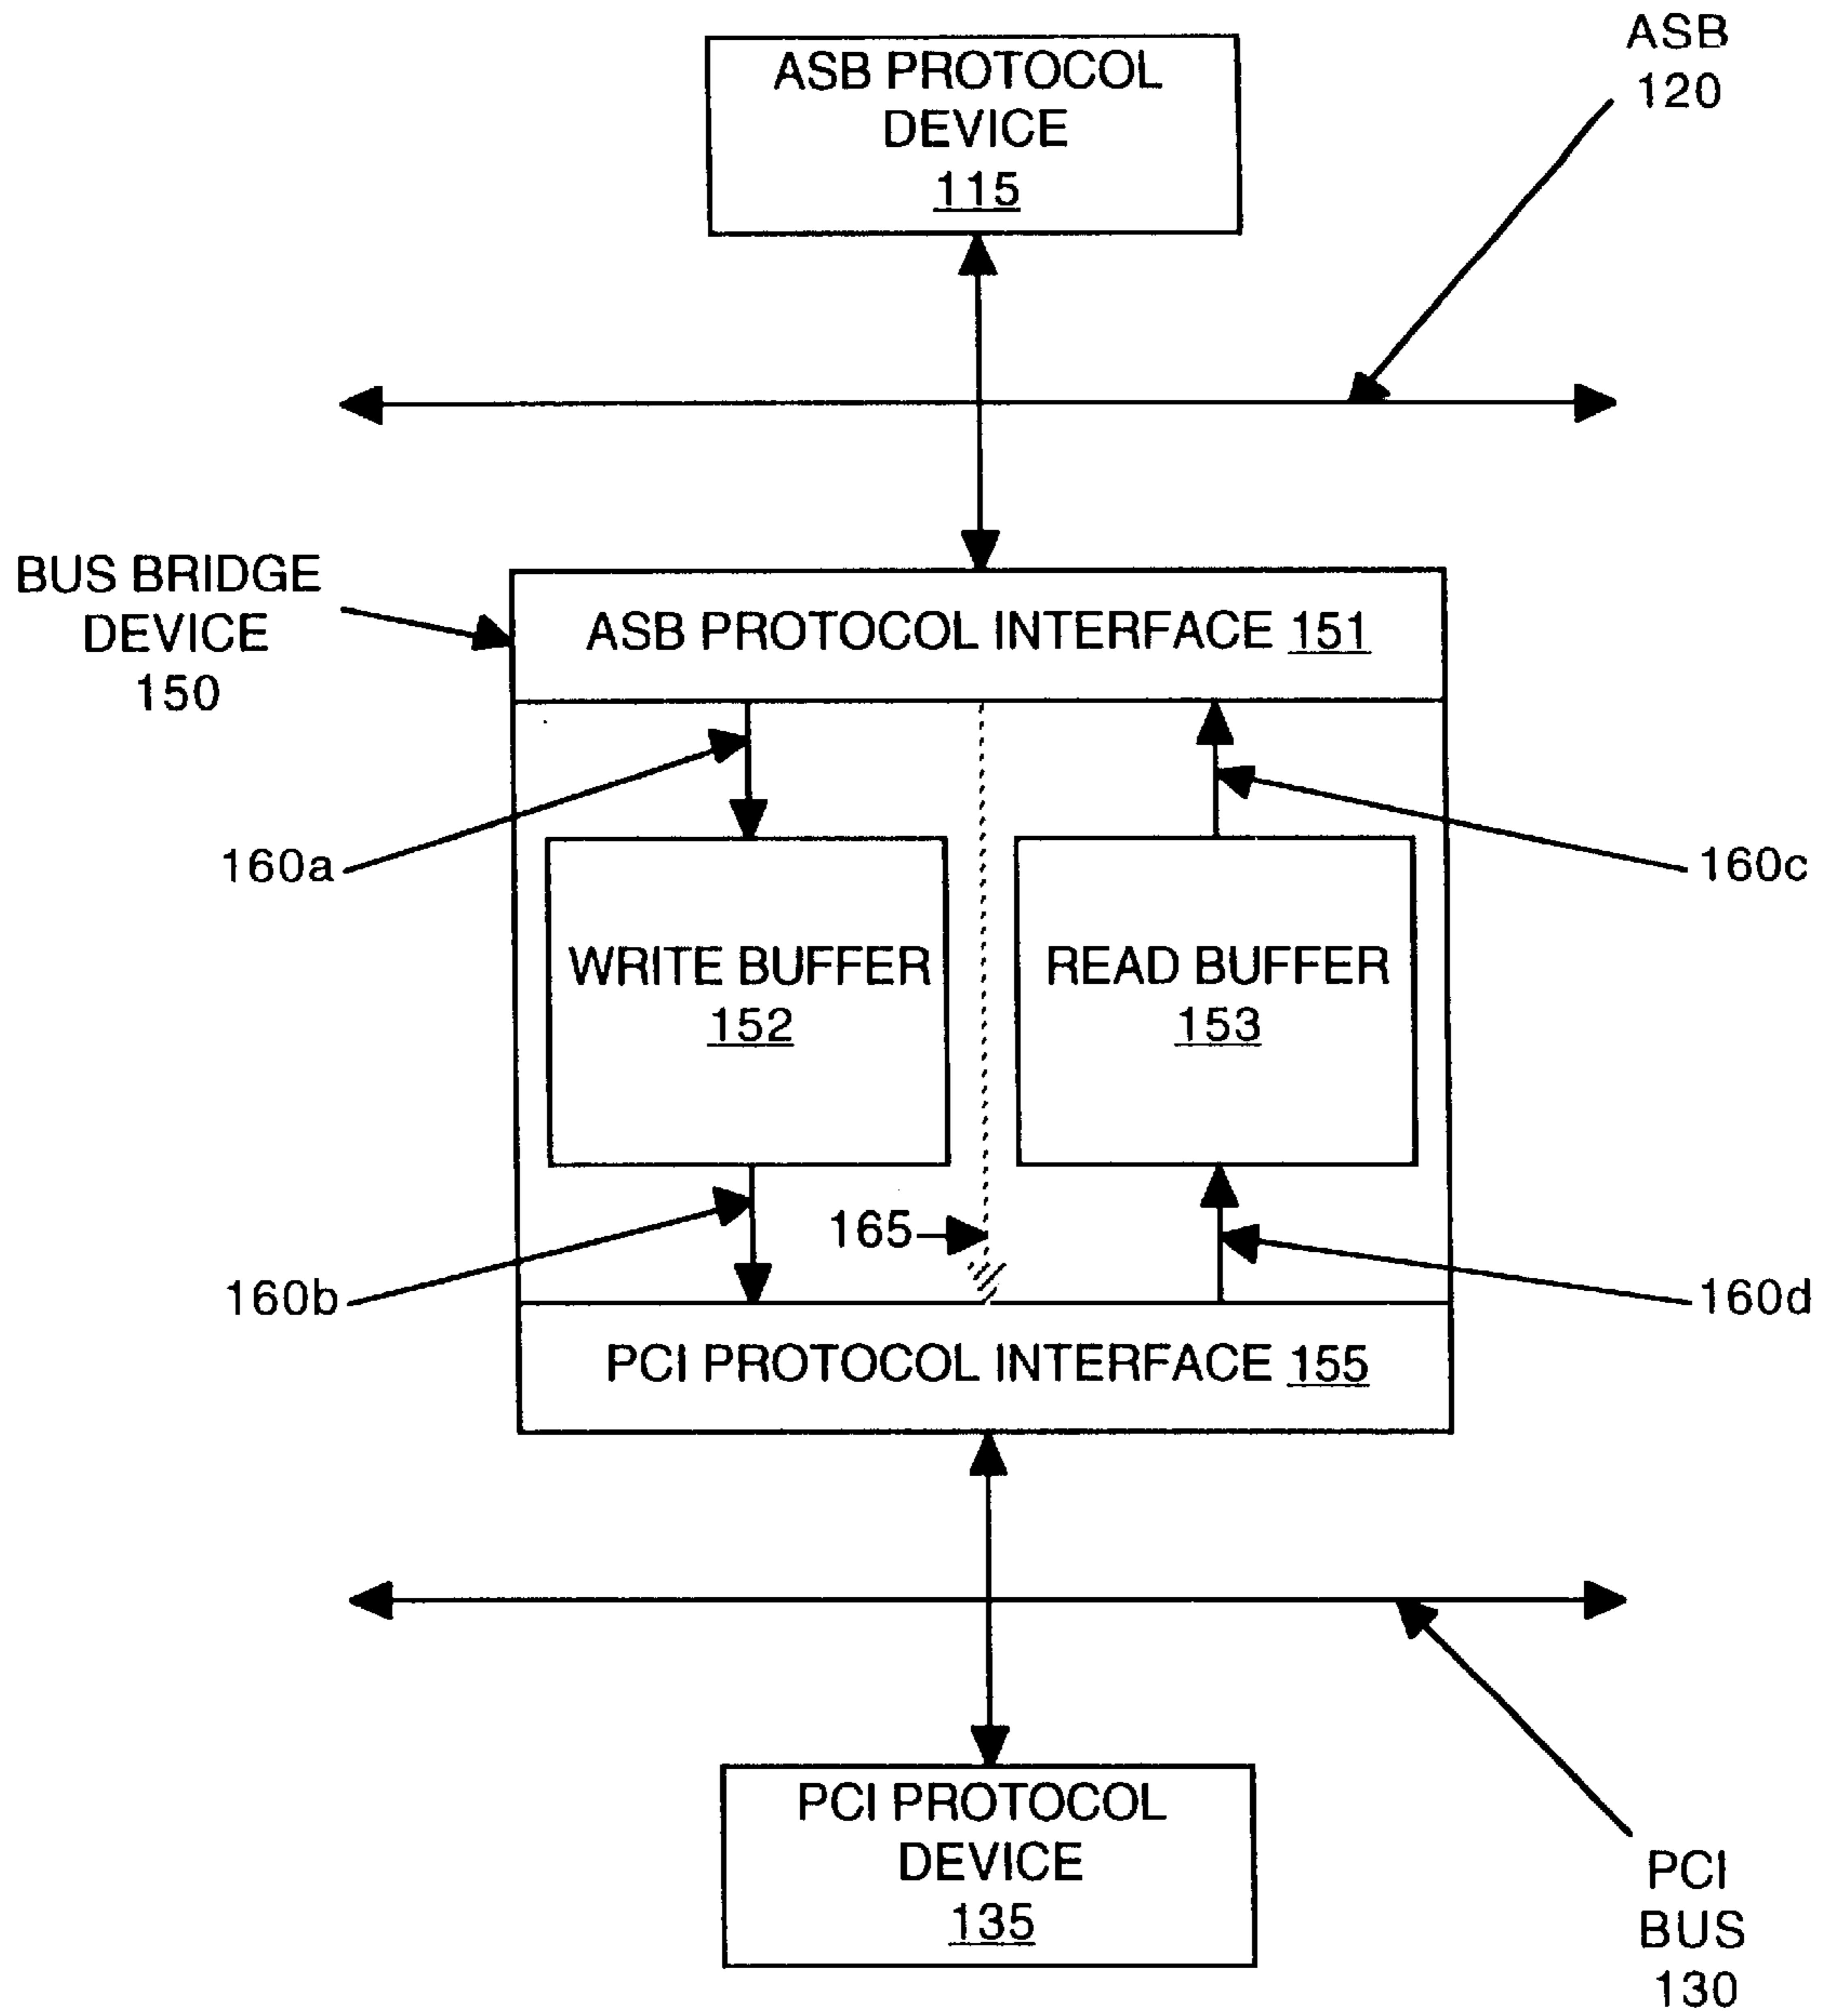 ASB
120
ASB PROTOCOL
DEVICE
115
BUS BRIDGE
DEVICE
150
ASB PROTOCOL INTERFACE 151
160a
160c
WRITE BUFFER
152
READ BUFFER
153
165
160b
160d
PCI PROTOCOL INTERFACE 155
PCI PROTOCOL
DEVICE
135
PCI
BUS
130